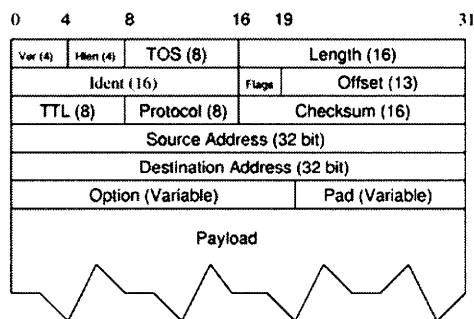 0 4 8 16 19 31
Ver (4) Hlen (4) TOS (8) Length (16)
Ident (16) Flags Offset (13)
TTL (8) Protocol (8) Checksum (16)
Source Address (32 bit)
Destination Address (32 bit)
Option (Variable) Pad (Variable)
Payload